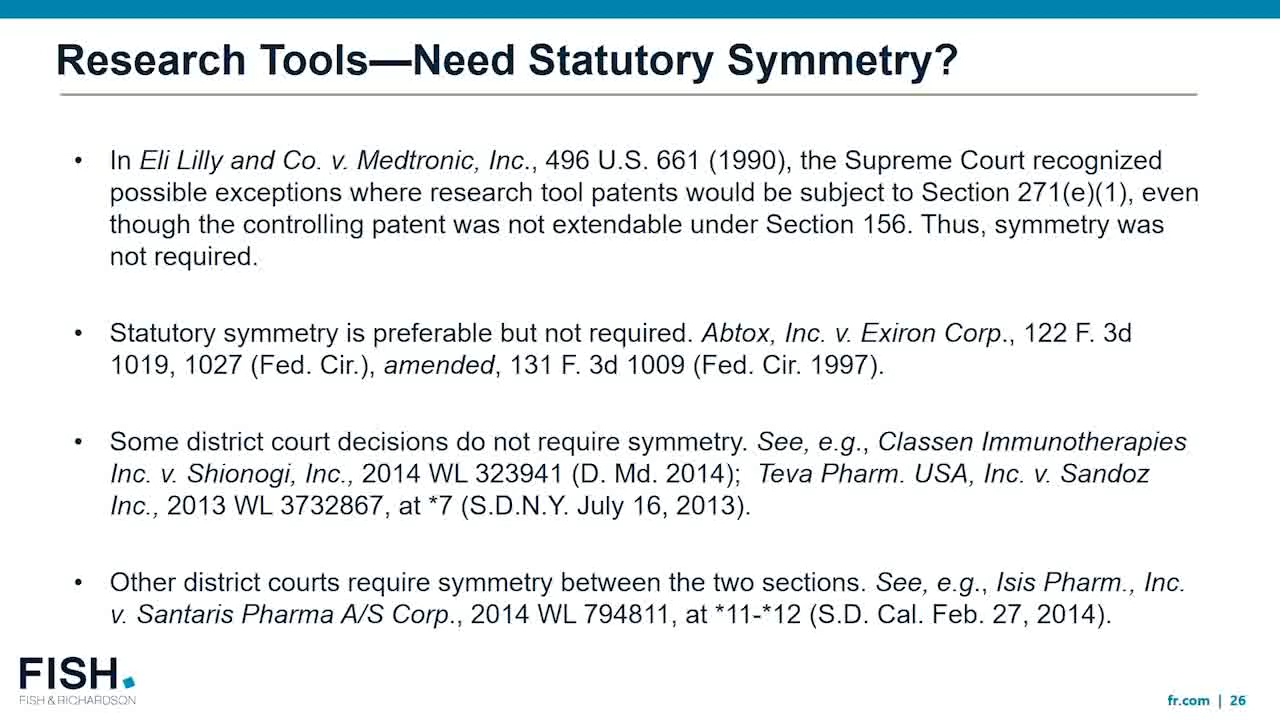 Research Tools—Need Statutory Symmetry?
• In Eli Lilly and Co. v. Medtronic, Inc., 496 U.S. 661 (1990), the Supreme Court recognized
possible exceptions where research tool patents would be subject to Section 271(e)(1), even
though the controlling patent was not extendable under Section 156. Thus, symmetry was
not required.
• Statutory symmetry is preferable but not required. Abtox, Inc. v. Exiron Corp., 122 F. 3d
1019, 1027 (Fed. Cir.), amended, 131 F. 3d 1009 (Fed. Cir. 1997).
• Some district court decisions do not require symmetry. See, e.g., Classen Immunotherapies
Inc. v. Shionogi, Inc., 2014 WL 323941 (D. Md. 2014);  Teva Pharm. USA, Inc. v. Sandoz
Inc., 2013 WL 3732867, at *7 (S.D.N.Y. July 16, 2013).
• Other district courts require symmetry between the two sections. See, e.g., Isis Pharm., Inc.
v. Santaris Pharma A/S Corp., 2014 WL 794811, at *11-*12 (S.D. Cal. Feb. 27, 2014).
FISH.
FISH & RICHARDSON
fr.com | 26